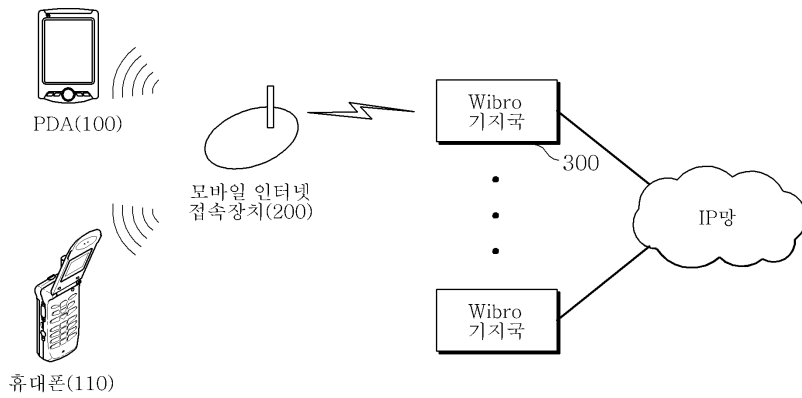 PDA(100)
모바일 인터넷
접속장치(200)
휴대폰(110)
Wibro
기지국
300
Wibro
기지국
IP망